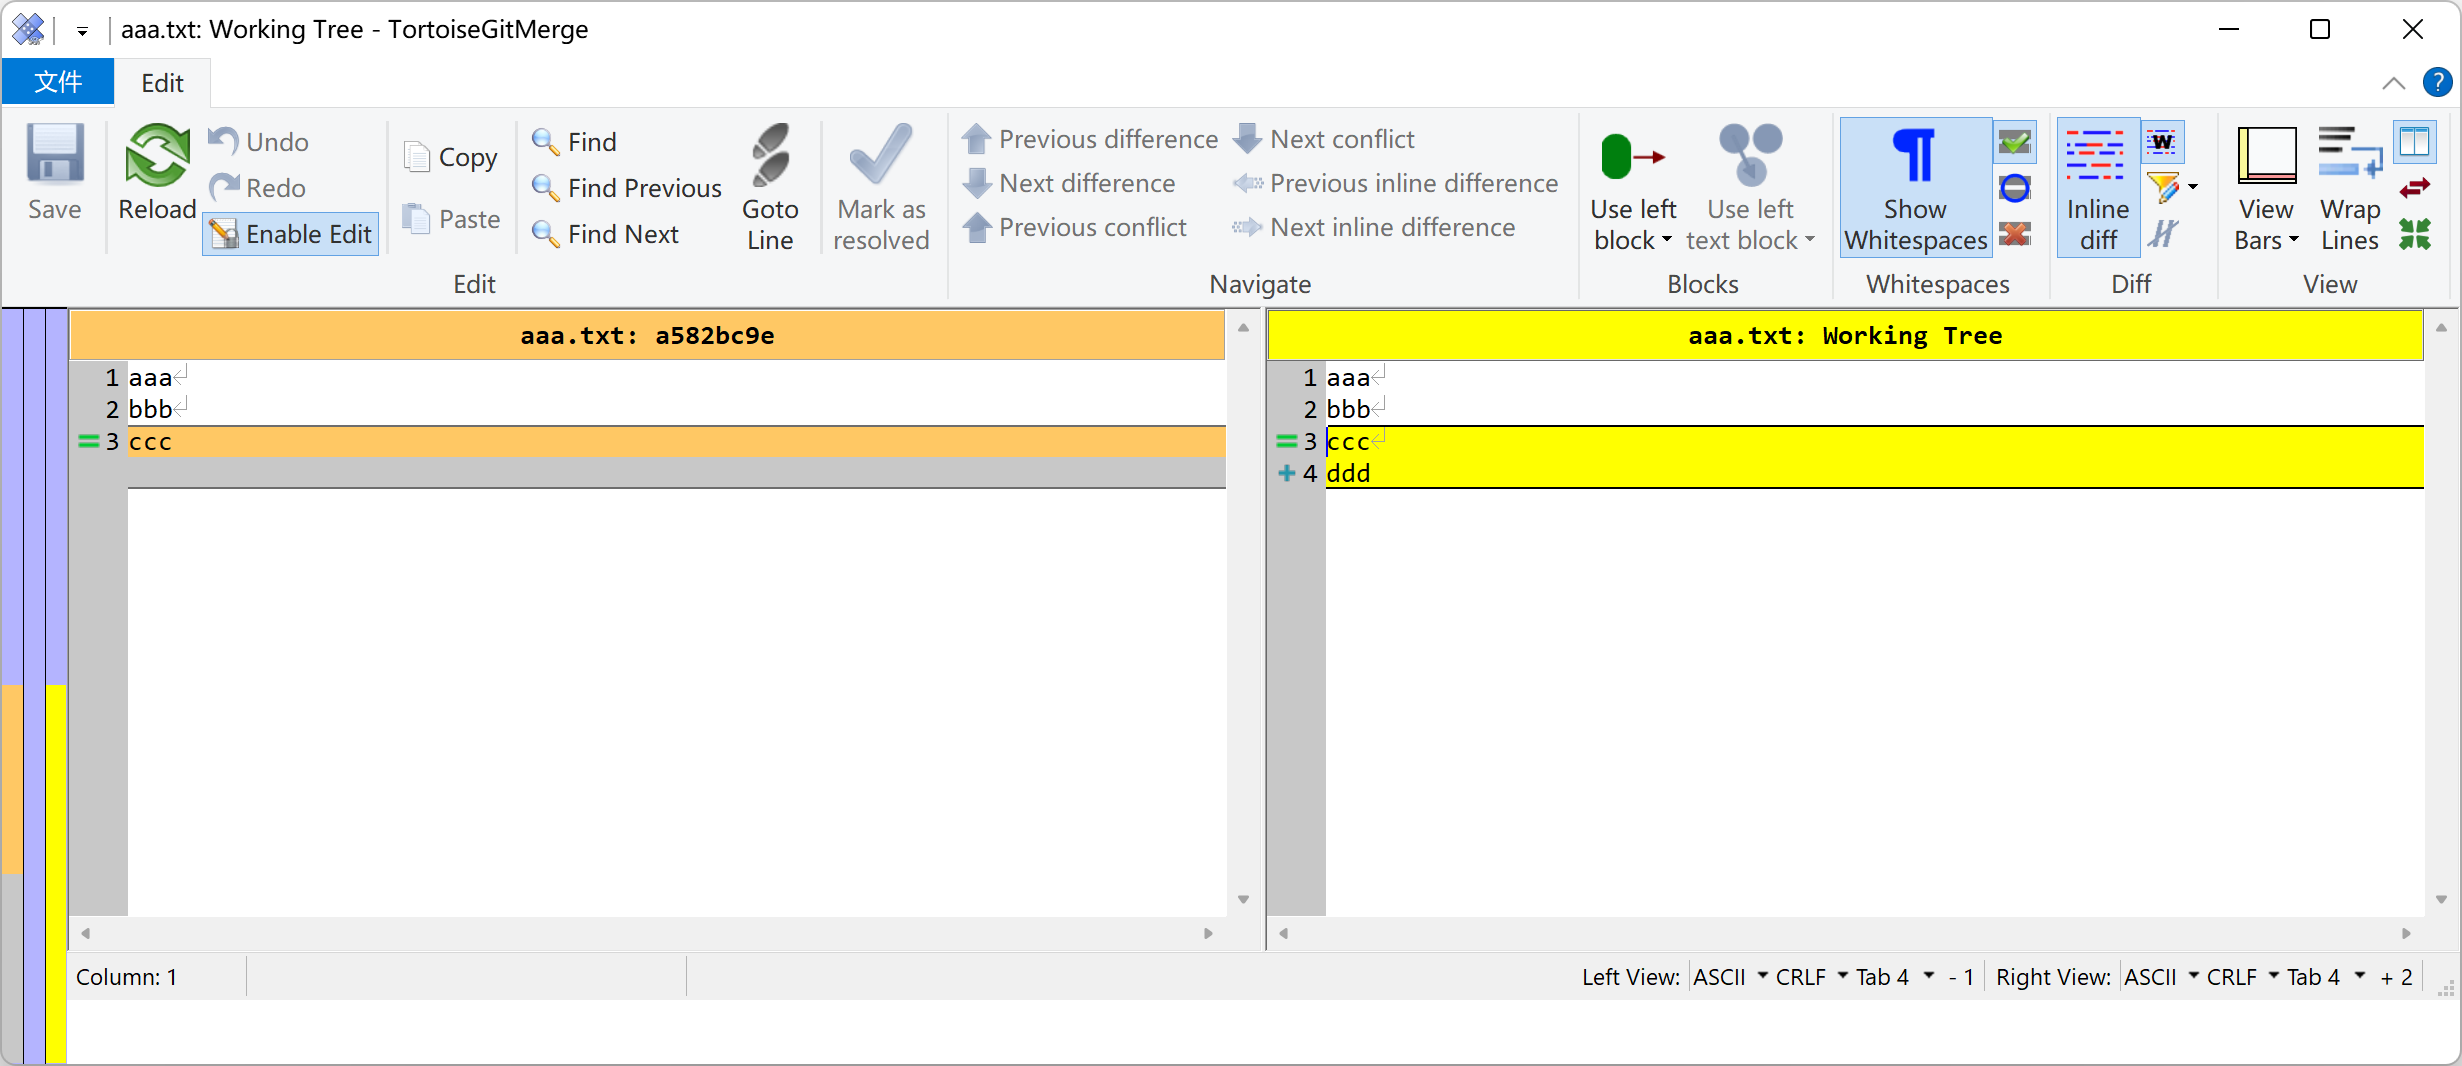 aaa.txt: Working Tree - TortoiseGitMerge
文件 Edit
Save
Reload
Undo
Redo
Enable Edit
Copy
Paste
Find
Find Previous
Find Next
Goto
Line
Mark as
resolved
Previous difference
Next difference
Previous conflict
Next conflict
Previous inline difference
Next inline difference
Use left
block
Use left
text block
Show
Whitespaces
Inline
diff
W
View
Bars
Wrap
Lines
Edit
Navigate
Blocks
Whitespaces
Diff
View
aaa.txt: a582bc9e
1 aaa
2 bbb
3 ccc
aaa.txt: Working Tree
1 aaa
2 bbb
3 ccc
4 ddd
Column: 1
Left View: ASCII CRLF Tab 4 - 1
Right View: ASCII CRLF Tab 4 + 2